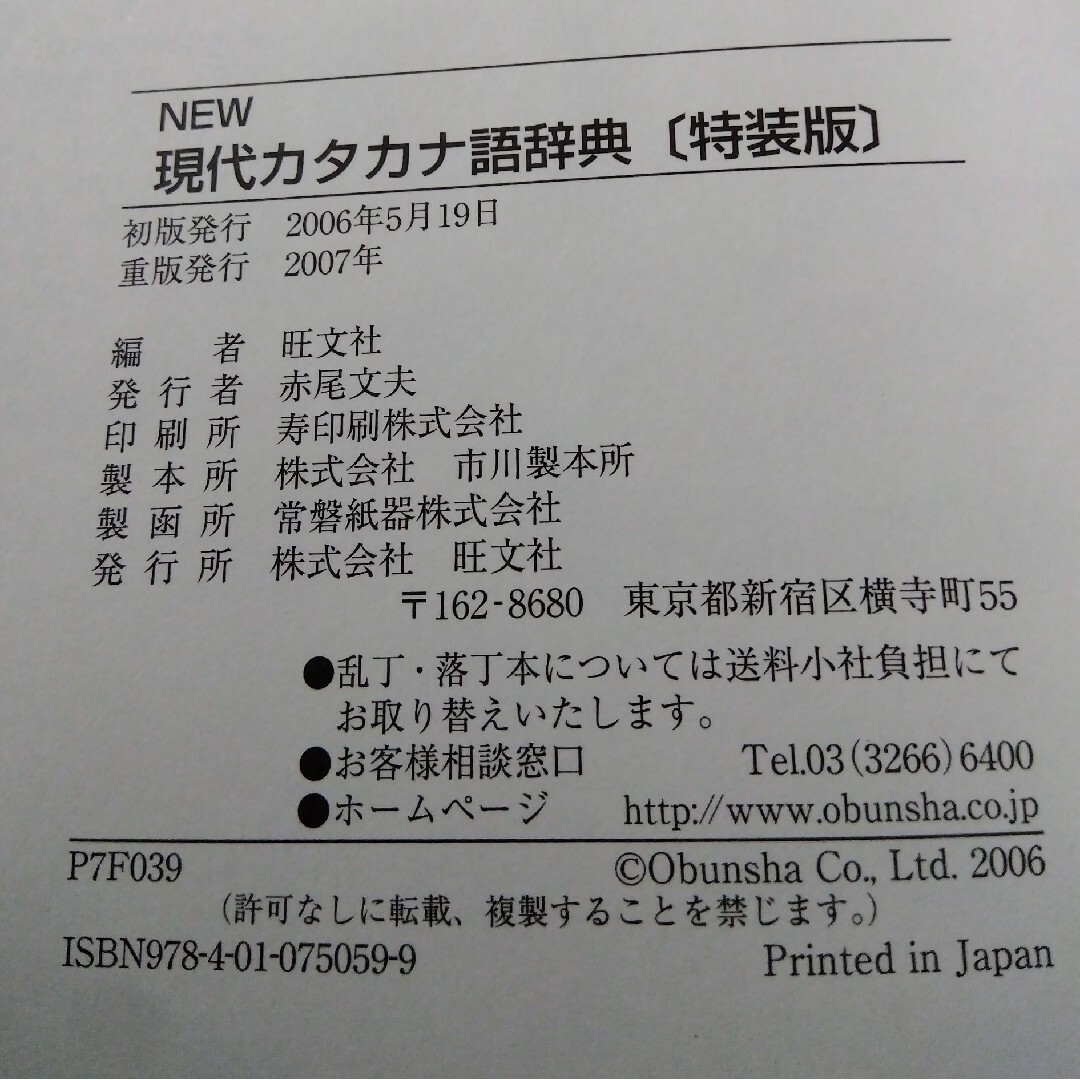 NEW
現代カタカナ語辞典〔特装版〕
初版発行　2006年5月19日
重版発行　2007年
編　　者　旺文社
発 行 者　赤尾文夫
印 刷 所　寿印刷株式会社
製 本 所　株式会社　市川製本所
製 函 所　常磐紙器株式会社
発 行 所　株式会社　旺文社
〒162-8680　東京都新宿区横寺町55
●乱丁・落丁本については送料小社負担にて
お取り替えいたします。
●お客様相談窓口　Tel.03(3266)6400
●ホームページ　http://www.obunsha.co.jp
P7F039　©Obunsha Co., Ltd. 2006
（許可なしに転載、複製することを禁じます。）
ISBN978-4-01-075059-9　Printed in Japan